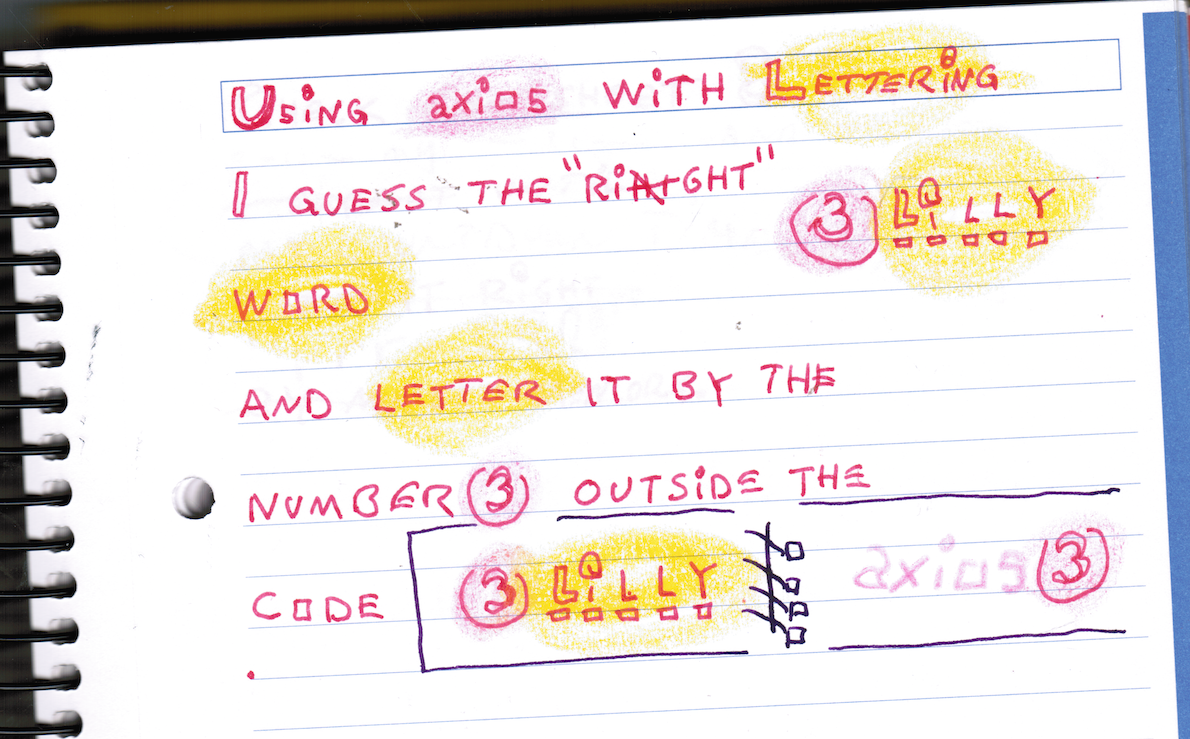 USiNG axios WiTH LETTERiNG
I GUESS THE "RiGHT"
③ LiLLY
WORD
AND LETTER IT BY THE
NUMBER ③ OUTSiDE THE
CODE ③ LiLLY axios ③